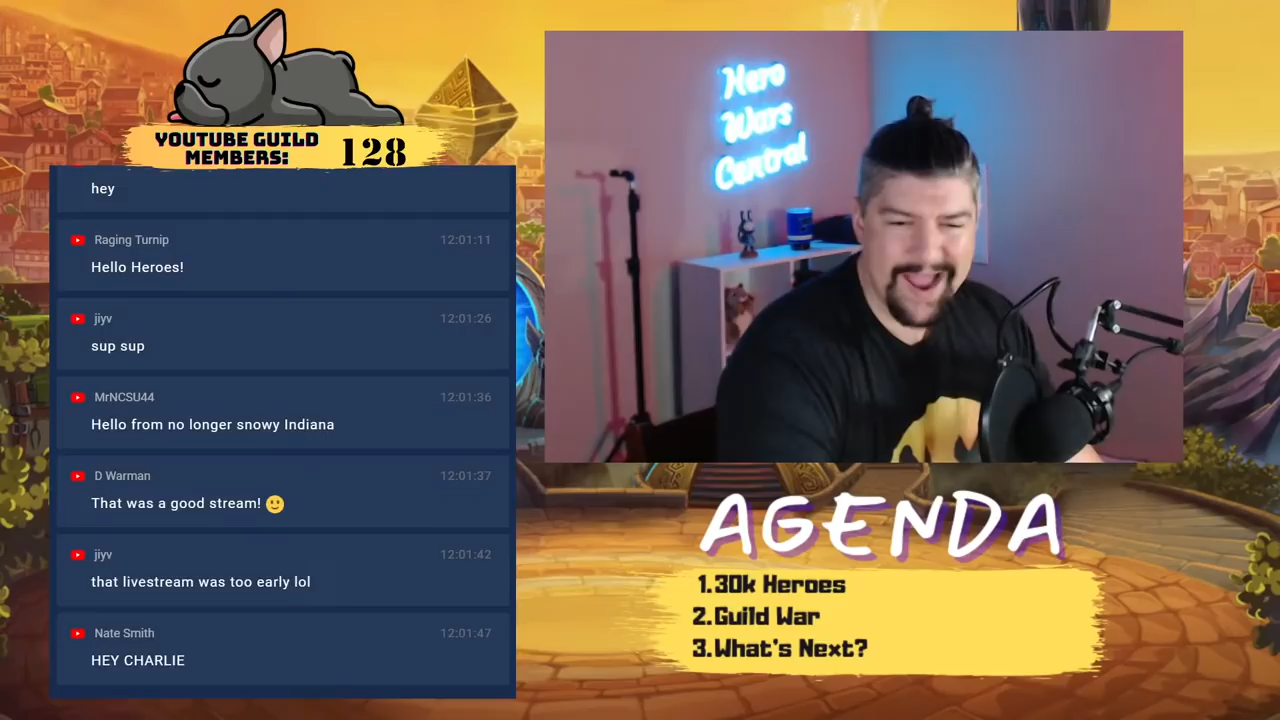 YOUTUBE GUILD
MEMBERS:
128
hey
Raging Turnip 12:01:11
Hello Heroes!
jiyv 12:01:26
sup sup
MrNCSU44 12:01:36
Hello from no longer snowy Indiana
D Warman 12:01:37
That was a good stream! 🙂
jiyv 12:01:42
that livestream was too early lol
Nate Smith 12:01:47
HEY CHARLIE
Hero
Wars
Central
AGENDA
1.30k Heroes
2.Guild War
3.What's Next?